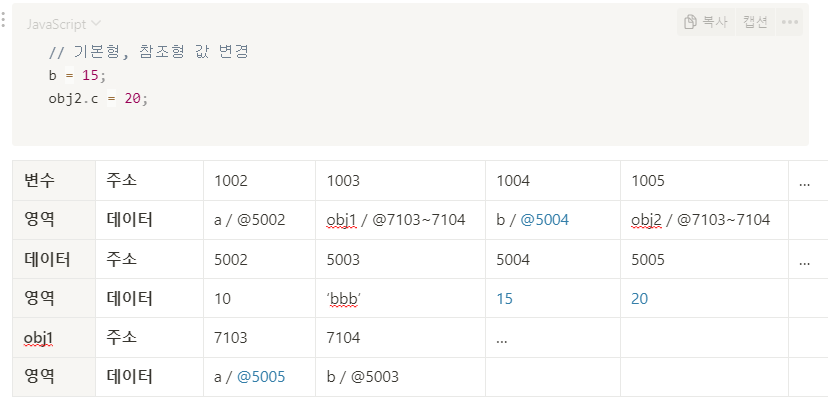 JavaScript 복사 캡션
// 기본형, 참조형 값 변경
b = 15;
obj2.c = 20;
변수 주소 1002 1003 1004 1005 ...
영역 데이터 a / @5002 obj1 / @7103~7104 b / @5004 obj2 / @7103~7104
데이터 주소 5002 5003 5004 5005 ...
영역 데이터 10 ‘bbb’ 15 20
obj1 주소 7103 7104 ...
영역 데이터 a / @5005 b / @5003